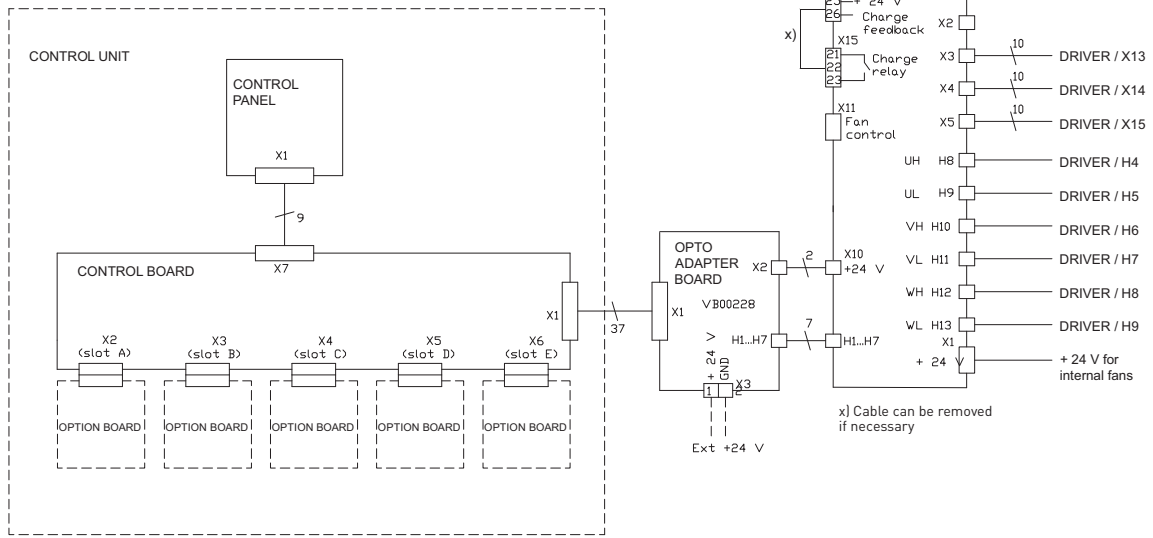 CONTROL UNIT
CONTROL
PANEL
X1
9
X7
CONTROL BOARD
X1
37
X2
(slot A)
X3
(slot B)
X4
(slot C)
X5
(slot D)
X6
(slot E)
OPTION BOARD
OPTION BOARD
OPTION BOARD
OPTION BOARD
OPTION BOARD
OPTO
ADAPTER
BOARD
X2
VB00228
X1
H1...H7
+ 24 V
GND
X3
1 2
Ext +24 V
2
7
25 + 24 V
26 Charge
feedback
x)
X15
21
22
23
Charge
relay
X11
Fan
control
X10
+24 V
H1...H7
X2
X3 10 DRIVER / X13
X4 10 DRIVER / X14
X5 10 DRIVER / X15
UH H8 DRIVER / H4
UL H9 DRIVER / H5
VH H10 DRIVER / H6
VL H11 DRIVER / H7
WH H12 DRIVER / H8
WL H13 DRIVER / H9
X1
+ 24 V
+ 24 V for
internal fans
x) Cable can be removed
if necessary